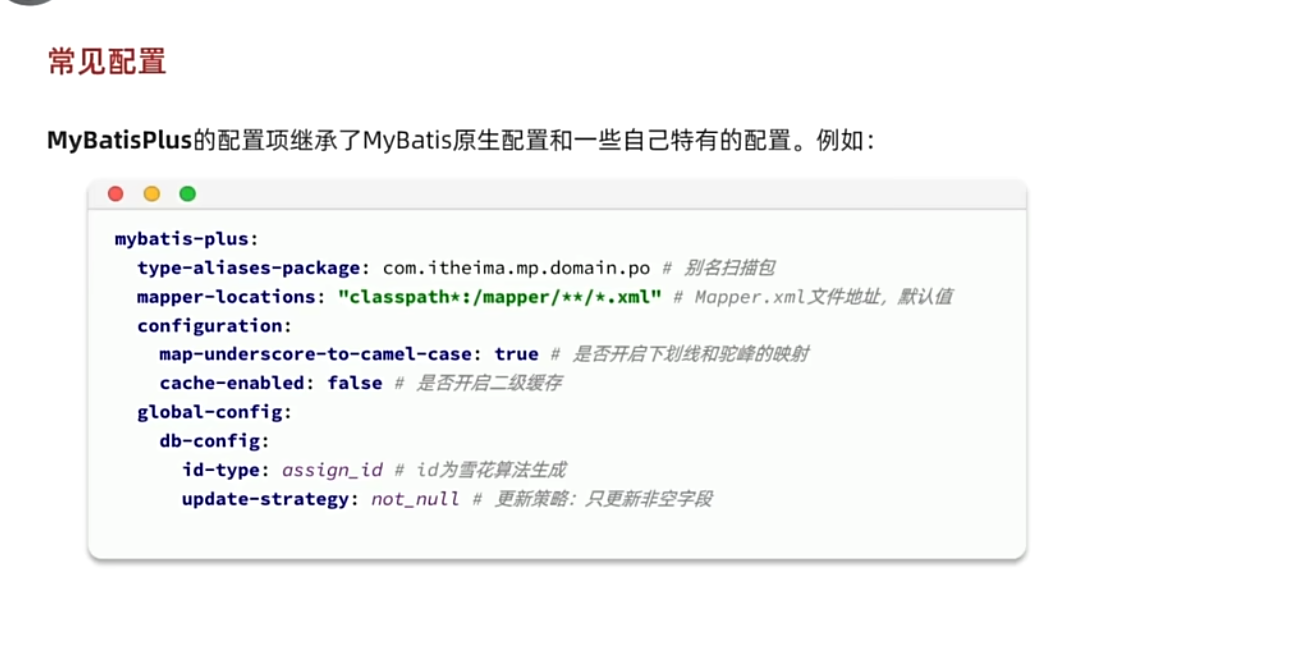 常见配置
MyBatisPlus的配置项继承了MyBatis原生配置和一些自己特有的配置。例如：
mybatis-plus:
  type-aliases-package: com.itheima.mp.domain.po # 别名扫描包
  mapper-locations: "classpath*:/mapper/**/*.xml" # Mapper.xml文件地址，默认值
  configuration:
    map-underscore-to-camel-case: true # 是否开启下划线和驼峰的映射
    cache-enabled: false # 是否开启二级缓存
  global-config:
    db-config:
      id-type: assign_id # id为雪花算法生成
      update-strategy: not_null # 更新策略：只更新非空字段